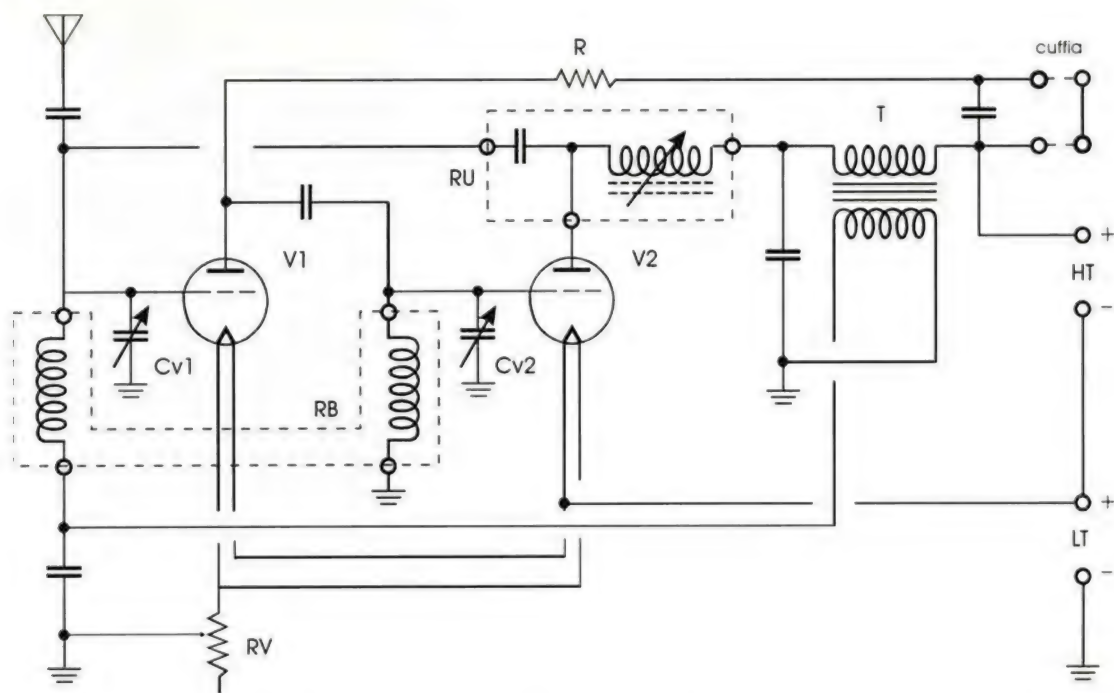 R
cuffia
T
RU
+
V1
V2
HT
-
Cv1
Cv2
RB
+
LT
-
RV